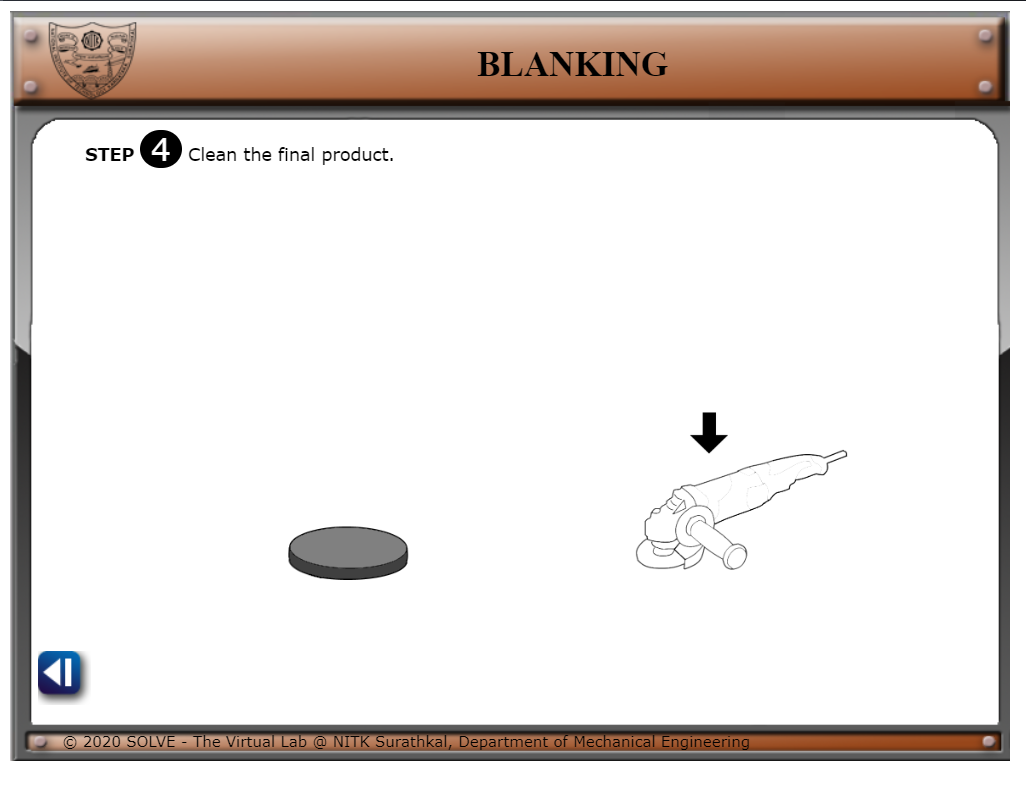 BLANKING
STEP 4 Clean the final product.
© 2020 SOLVE - The Virtual Lab @ NITK Surathkal, Department of Mechanical Engineering